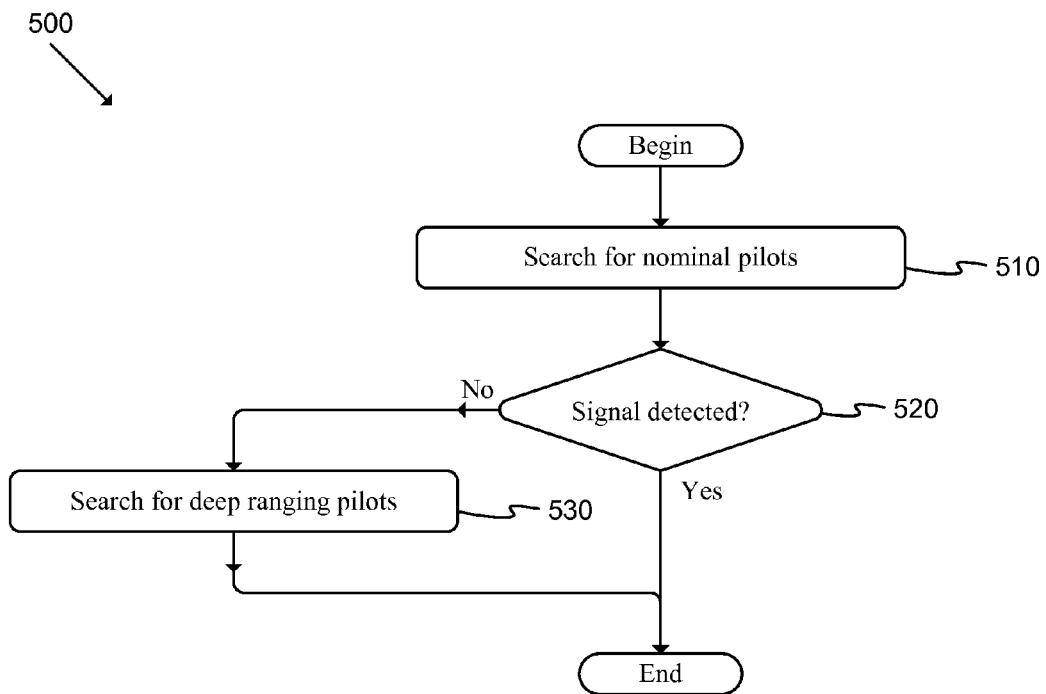 500
Begin
Search for nominal pilots
510
No
Signal detected?
520
Yes
Search for deep ranging pilots
530
End